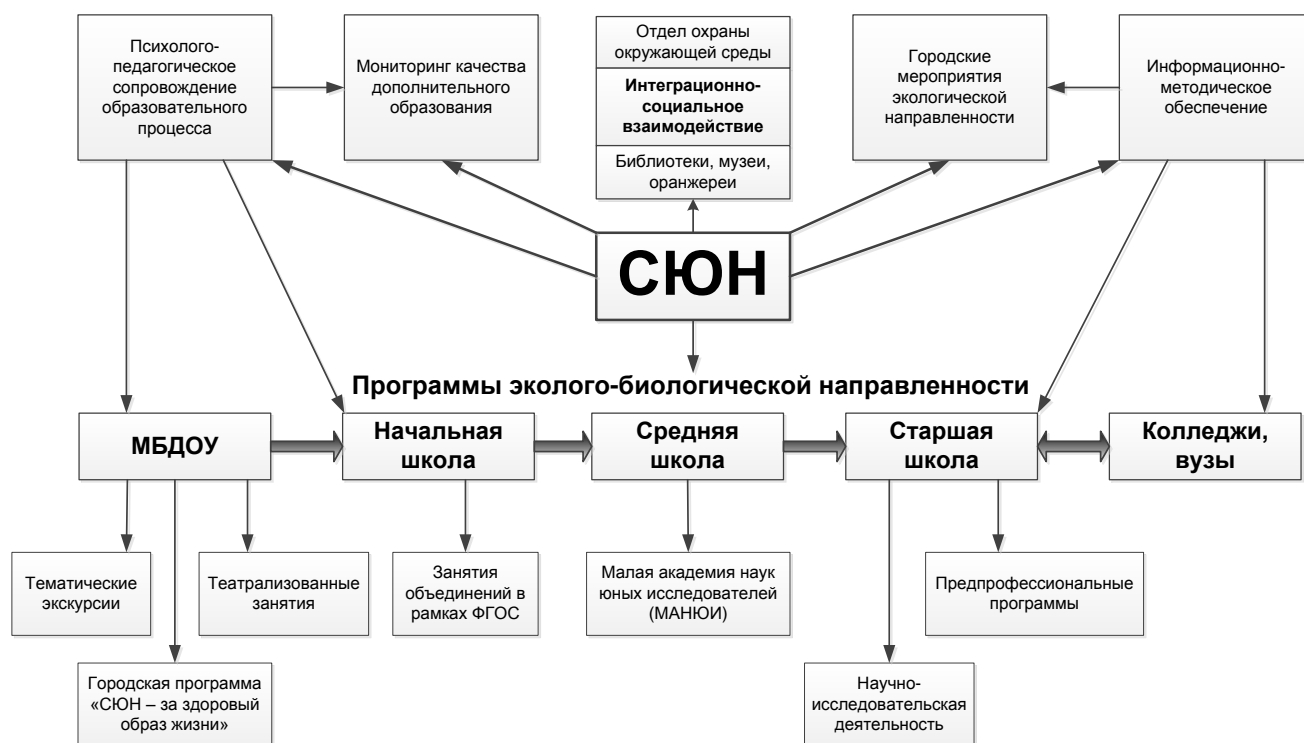 Психолого-
педагогическое
сопровождение
образовательного
процесса
Мониторинг качества
дополнительного
образования
Отдел охраны
окружающей среды
Интеграционно-
социальное
взаимодействие
Библиотеки, музеи,
оранжереи
Городские
мероприятия
экологической
направленности
Информационно-
методическое
обеспечение
СЮН
Программы эколого-биологической направленности
МБДОУ
Начальная
школа
Средняя
школа
Старшая
школа
Колледжи,
вузы
Тематические
экскурсии
Театрализованные
занятия
Занятия
объединений в
рамках ФГОС
Малая академия наук
юных исследователей
(МАНЮИ)
Предпрофессиональные
программы
Городская программа
«СЮН – за здоровый
образ жизни»
Научно-
исследовательская
деятельность